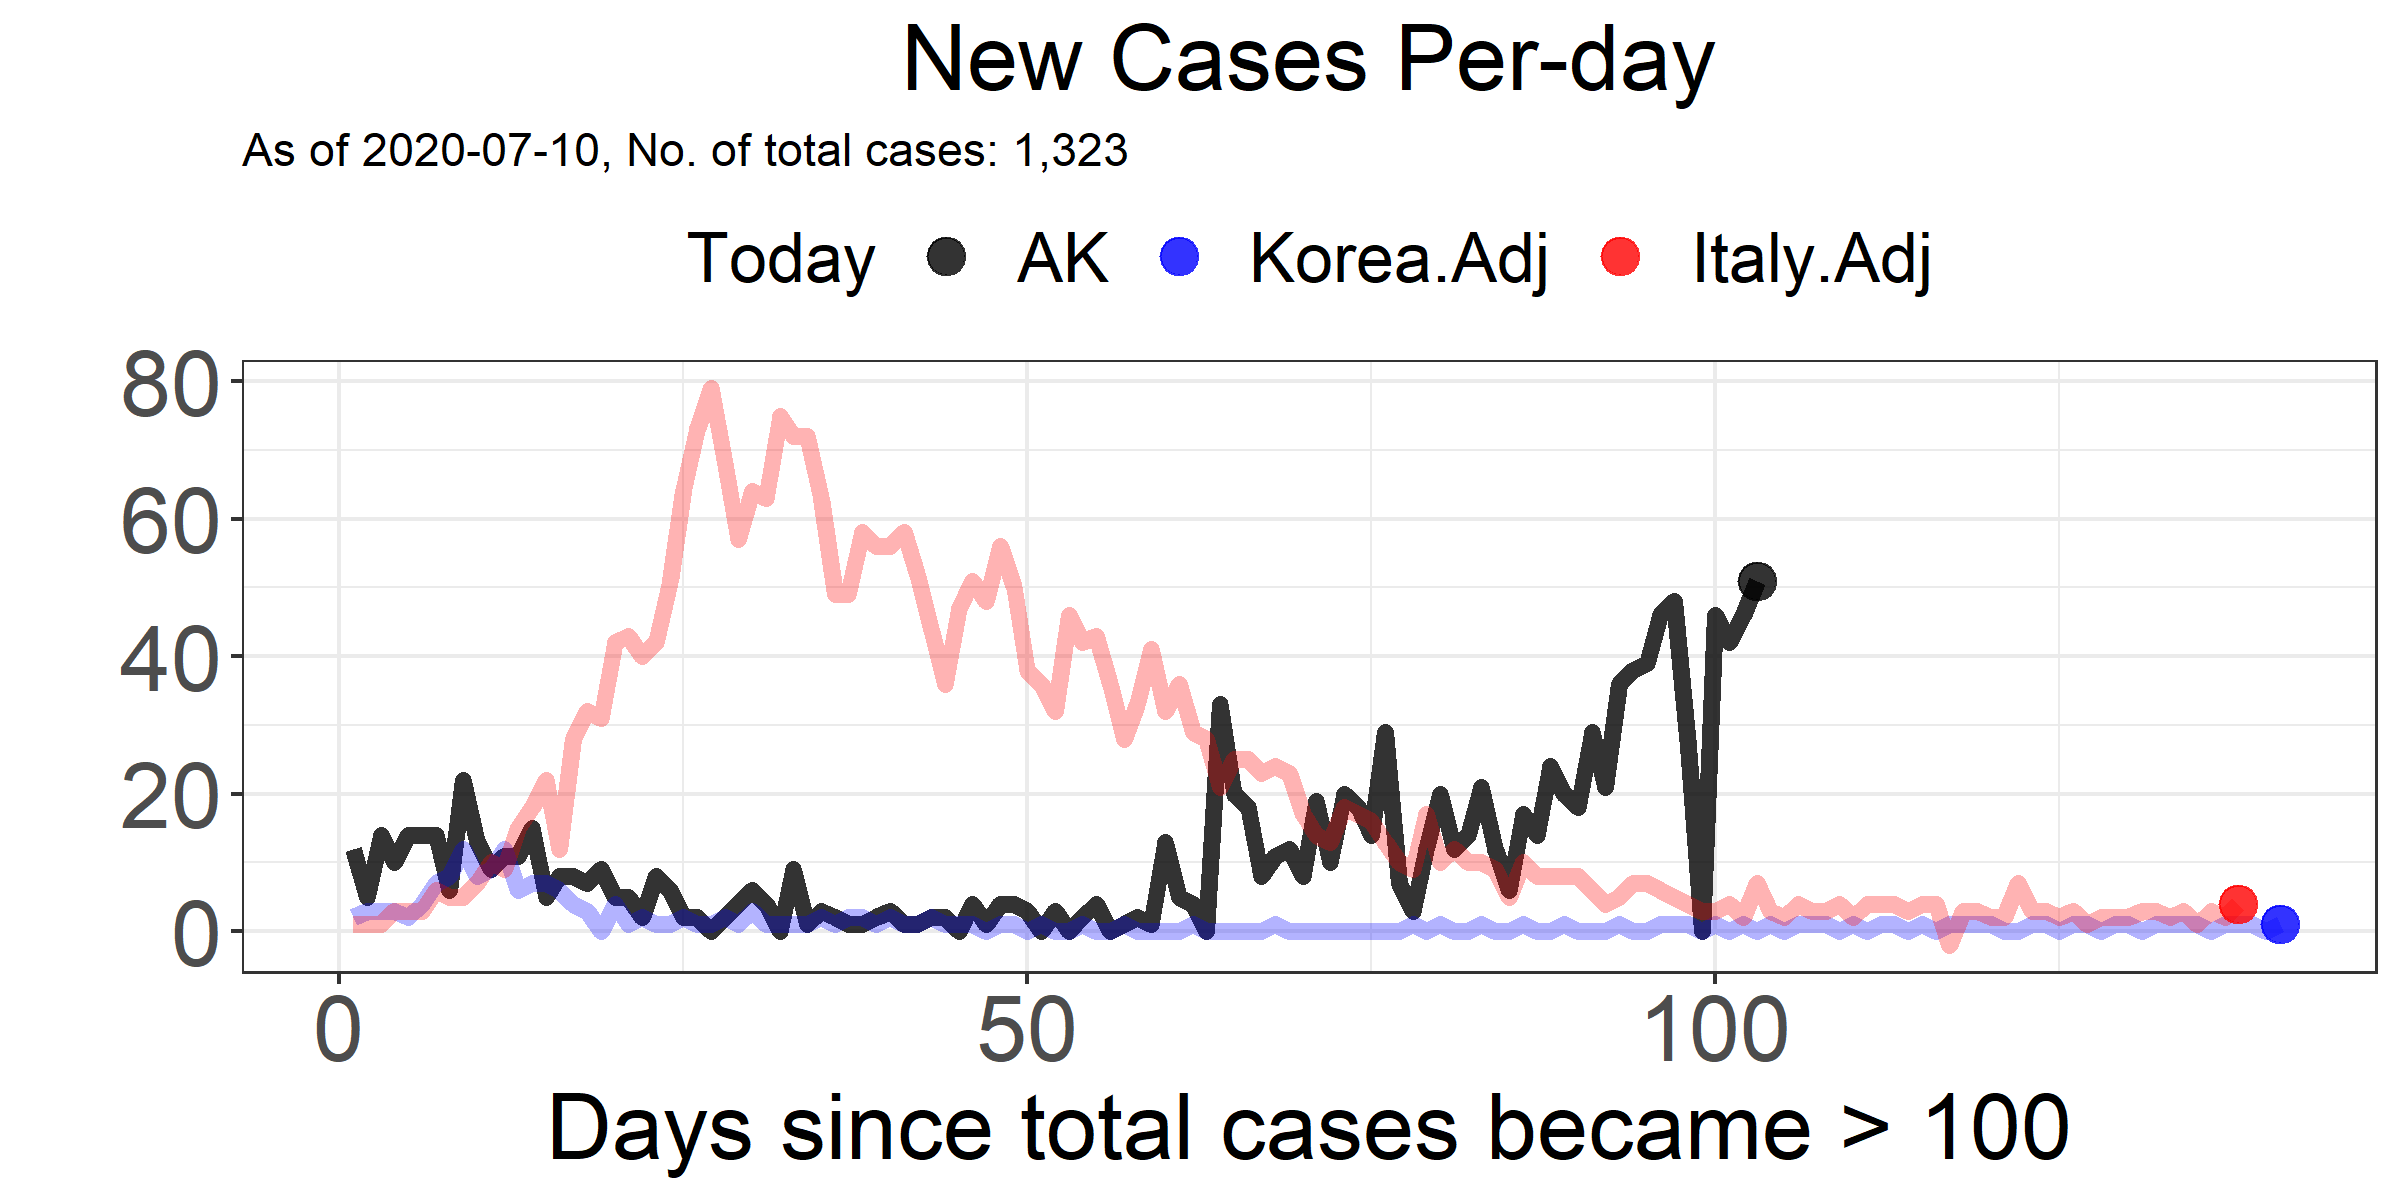 New Cases Per-day
As of 2020-07-10, No. of total cases: 1,323
Today AK Korea.Adj Italy.Adj
80
60
40
20
0
0 50 100
Days since total cases became > 100